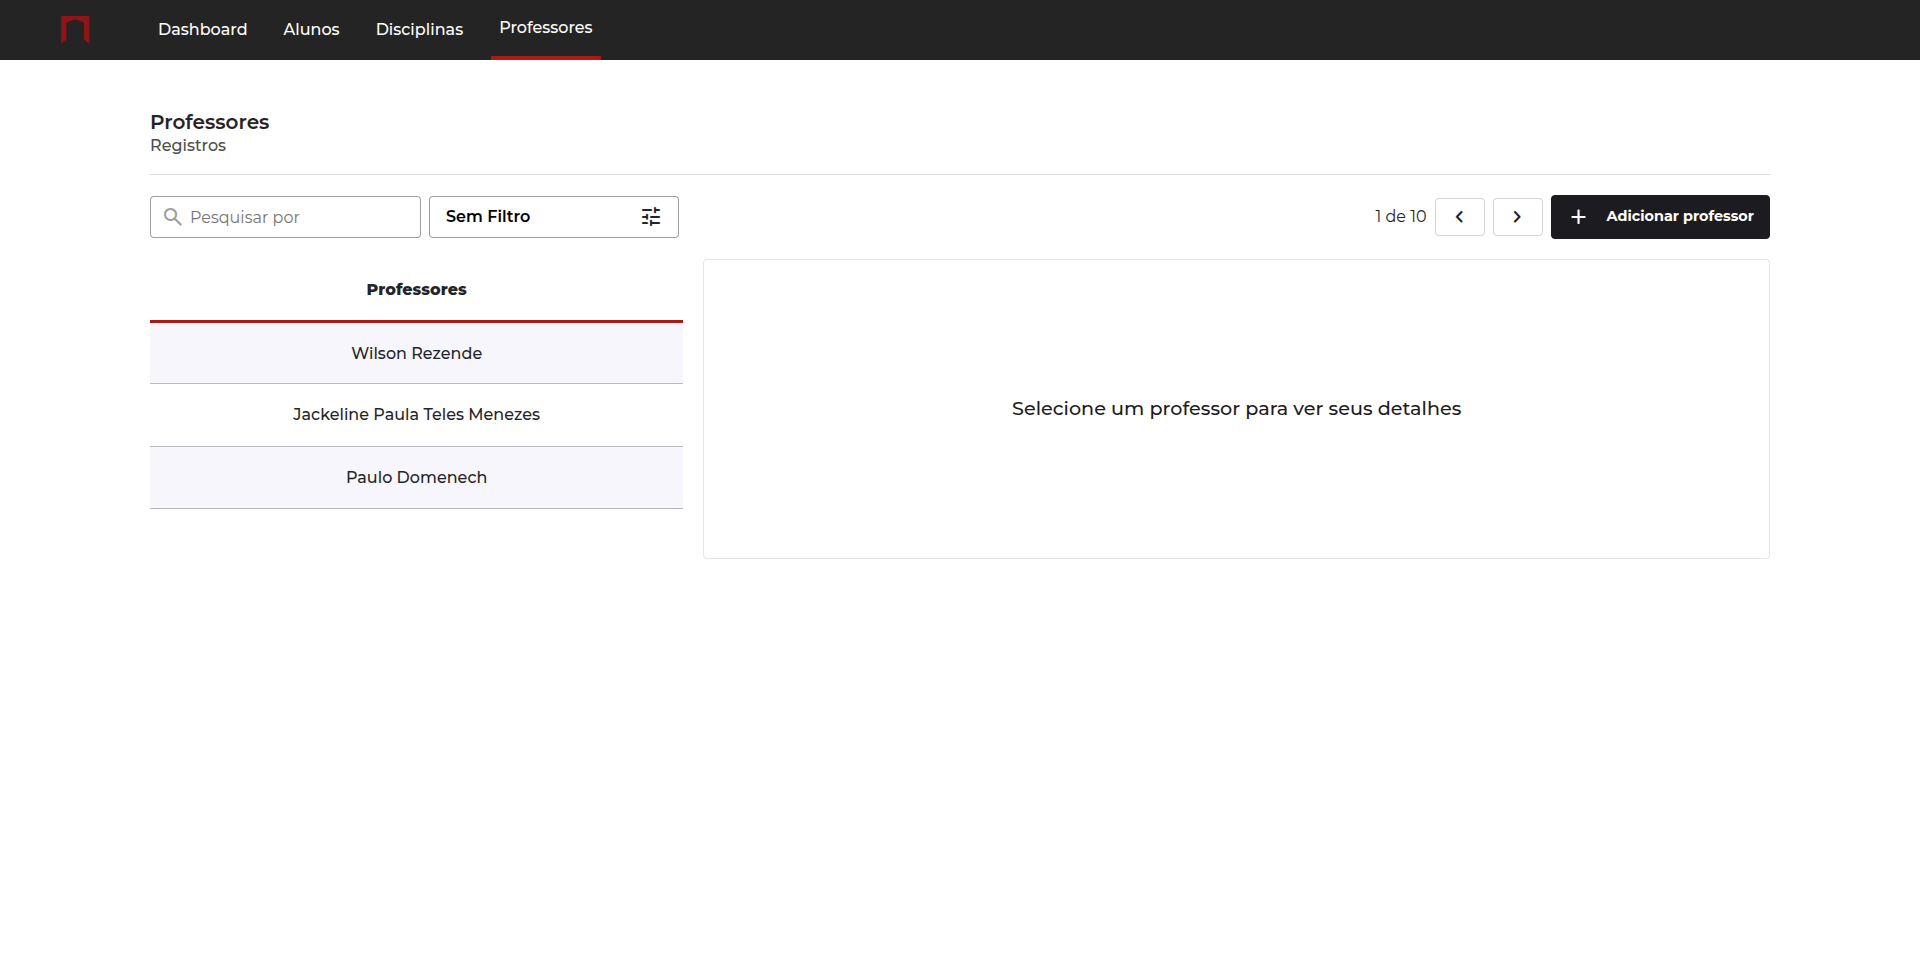 Dashboard Alunos Disciplinas Professores
Professores
Registros
Pesquisar por Sem Filtro 1 de 10 Adicionar professor
Professores
Wilson Rezende
Jackeline Paula Teles Menezes
Paulo Domenech
Selecione um professor para ver seus detalhes